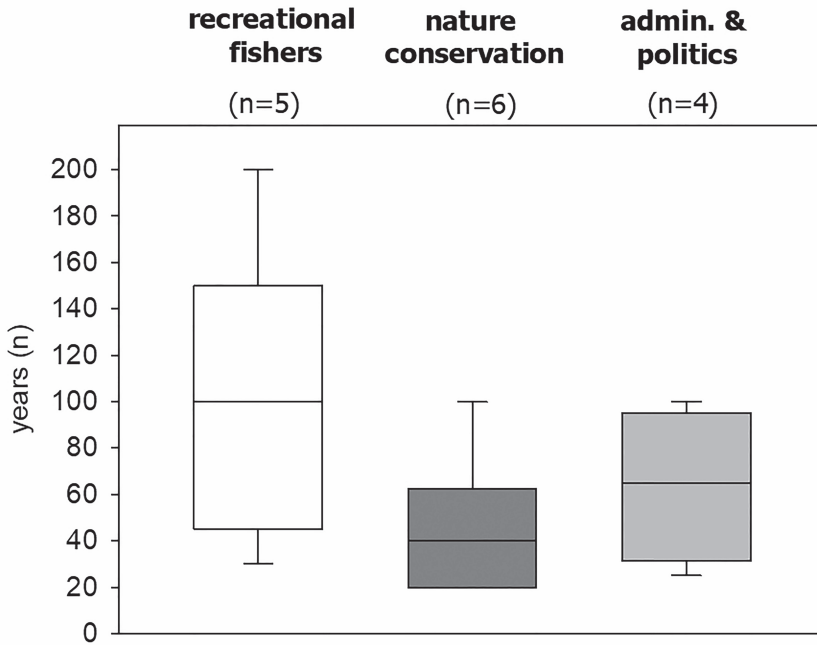 recreational
fishers
(n=5)
nature
conservation
(n=6)
admin. &
politics
(n=4)
years (n)
200
180
160
140
120
100
80
60
40
20
0